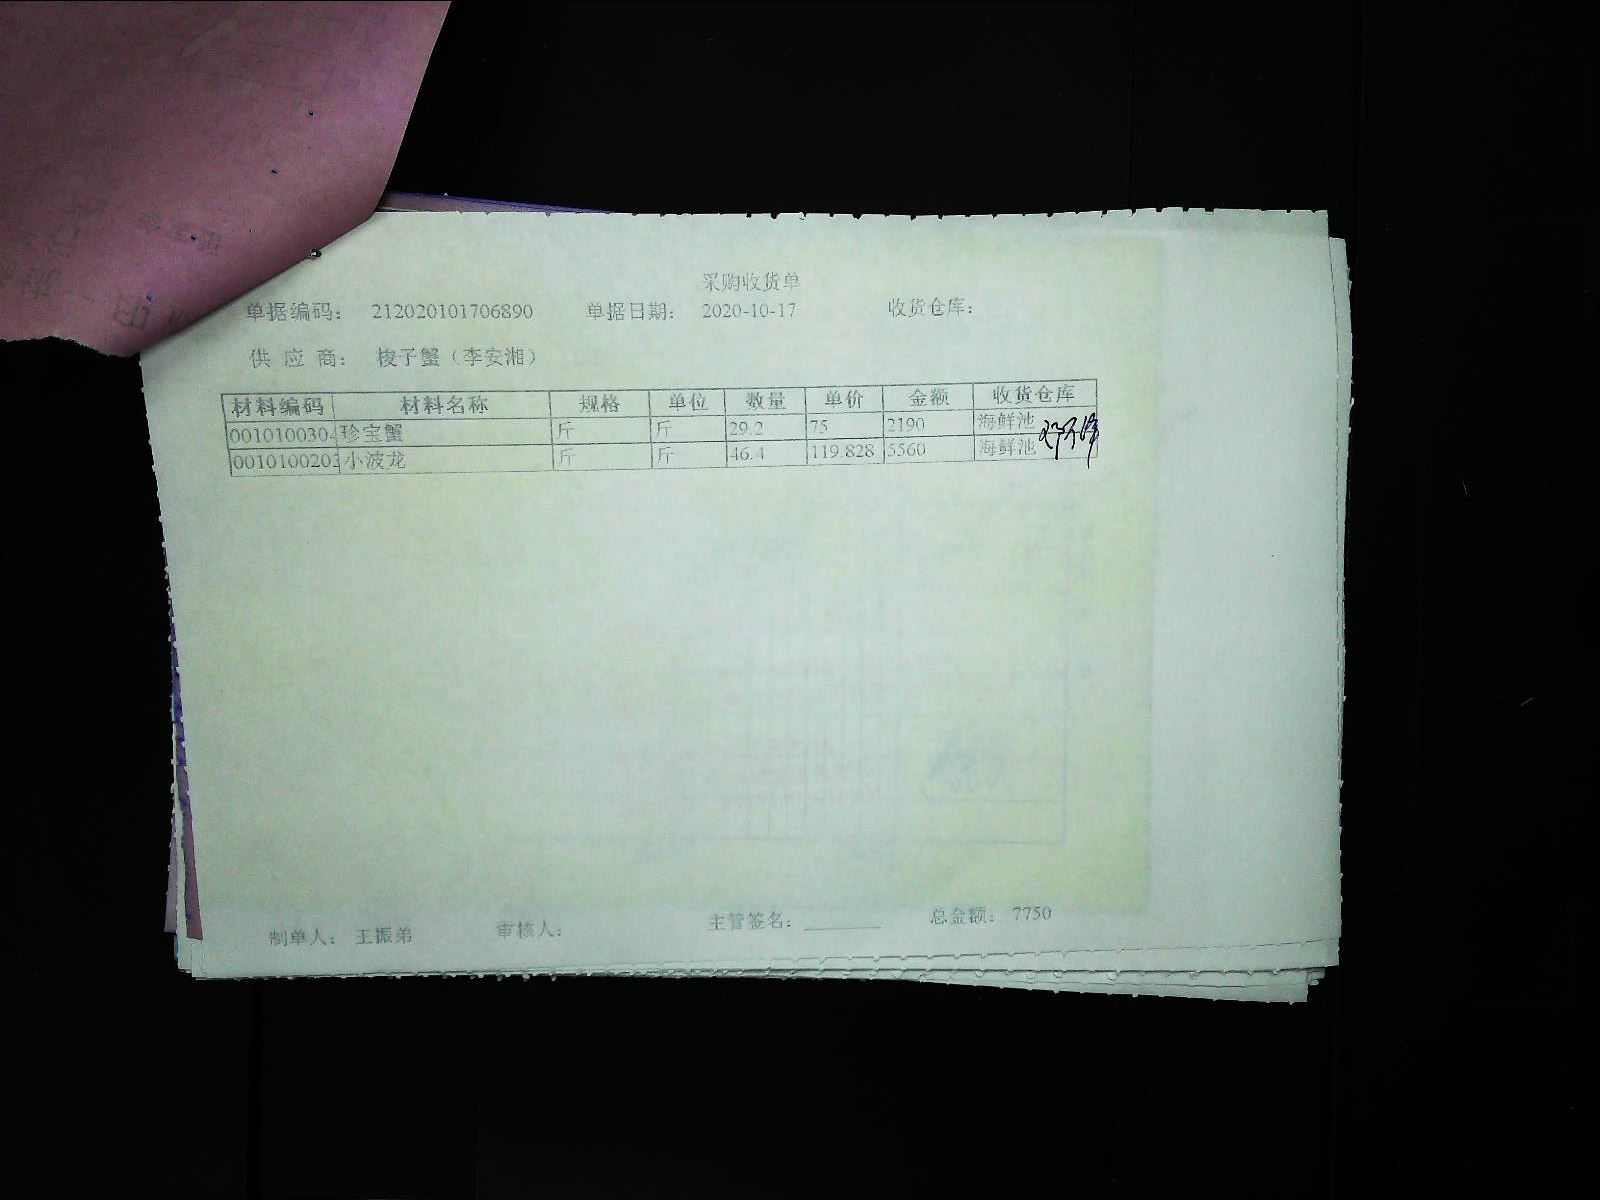 采购收货单
单据编码： 212020101706890 单据日期： 2020-10-17 收货仓库：
供 应 商： 梭子蟹（李安湘）
材料编码 材料名称 规格 单位 数量 单价 金额 收货仓库
0010100304 珍宝蟹 斤 斤 29.2 75 2190 海鲜池
001010020 小波龙 斤 斤 46.4 119.828 5560 海鲜池
制单人： 王振弟 审核人： 主管签名： 总金额： 7750